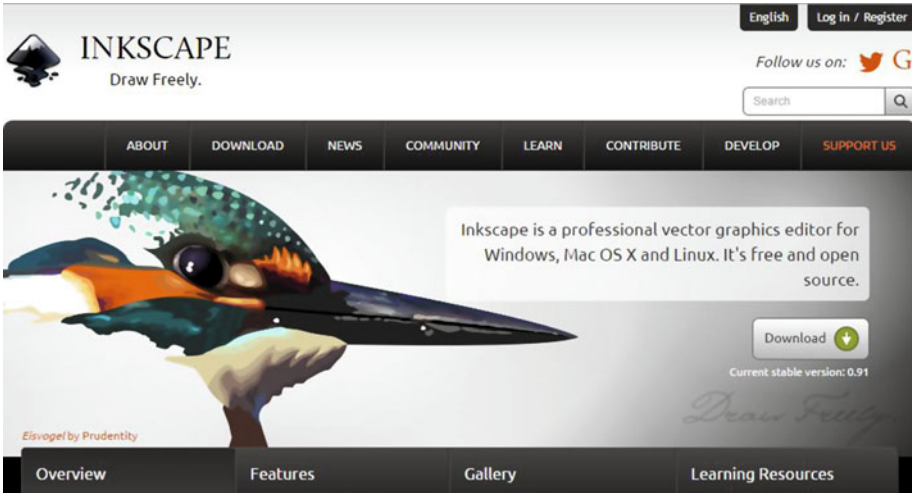 English
Log in / Register
INKSCAPE
Draw Freely.
Follow us on:
Search
ABOUT DOWNLOAD NEWS COMMUNITY LEARN CONTRIBUTE DEVELOP SUPPORT US
Inkscape is a professional vector graphics editor for
Windows, Mac OS X and Linux. It's free and open
source.
Download
Current stable version: 0.91
Draw Freely.
Eisvogel by Prudentity
Overview Features Gallery Learning Resources